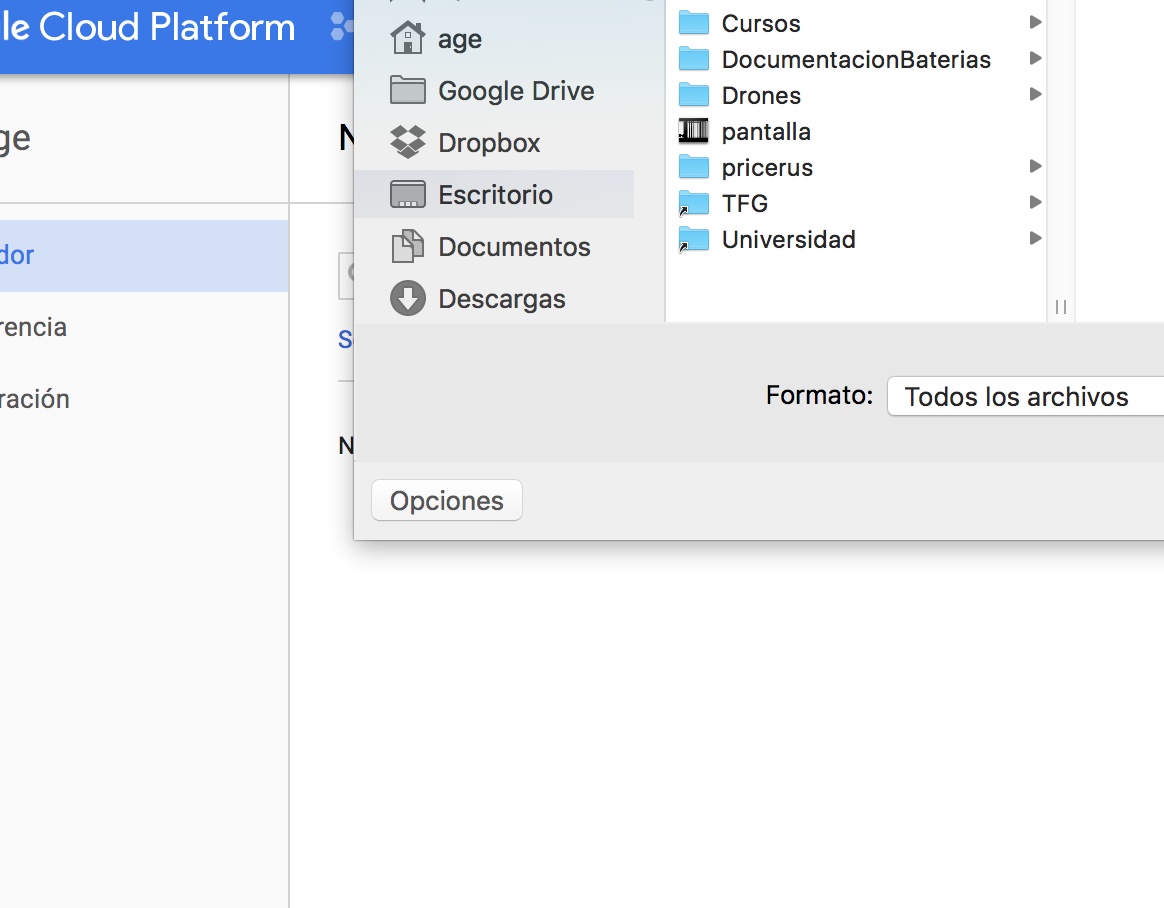 le Cloud Platform
ge
dor
rencia
ración
N
S
N
age
Google Drive
Dropbox
Escritorio
Documentos
Descargas
Cursos
DocumentacionBaterias
Drones
pantalla
pricerus
TFG
Universidad
Formato: Todos los archivos
Opciones